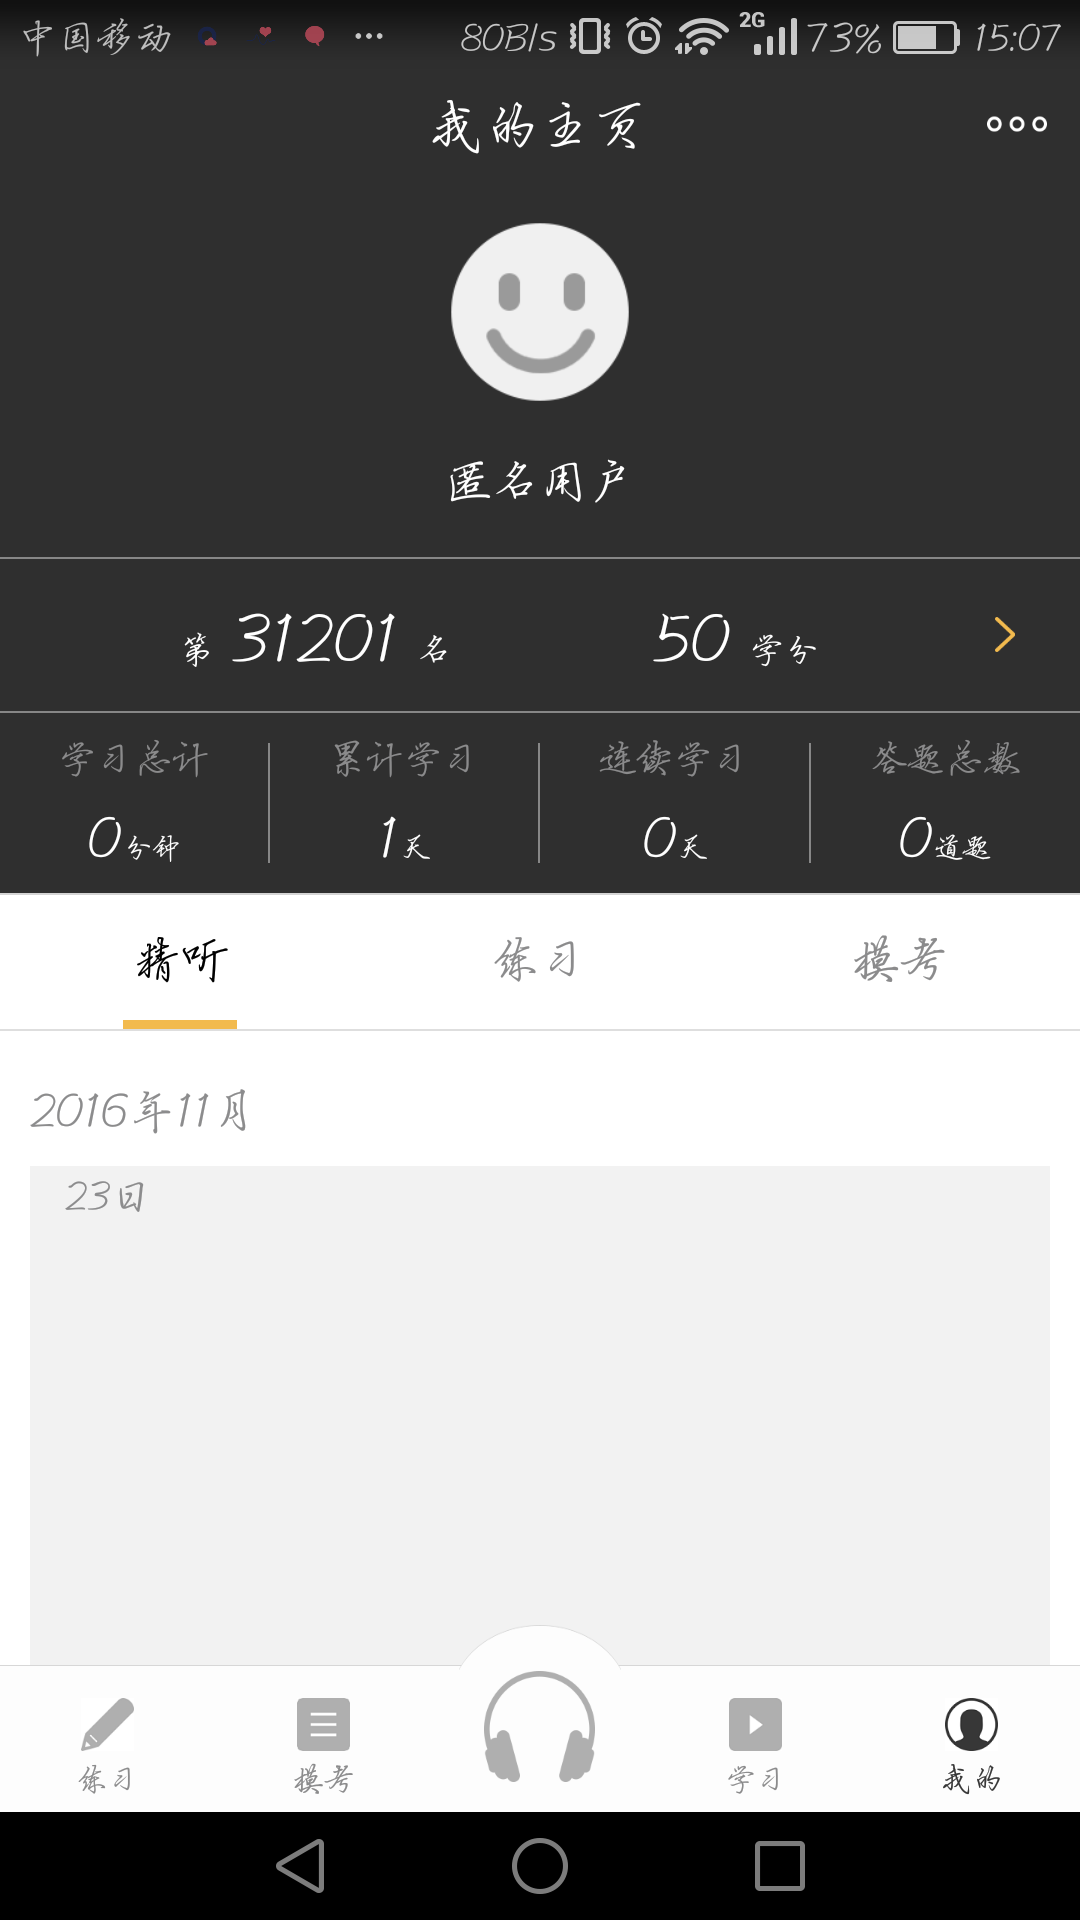 中国移动 ... 80B/s 2G 73% 15:07
我的主页
匿名用户
第 31201 名 50 学分
学习总计 累计学习 连续学习 答题总数
0分钟 1天 0天 0道题
精听 练习 模考
2016年11月
23日
练习 模考 学习 我的